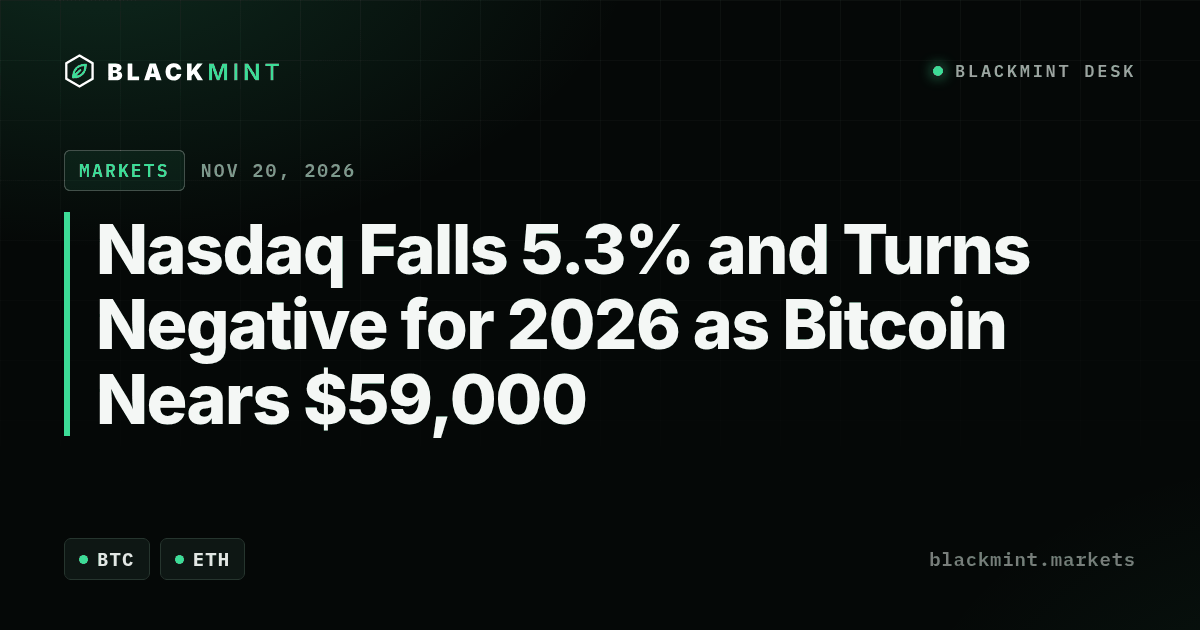 BLACKMINT
BLACKMINT DESK
MARKETS
NOV 20, 2026
Nasdaq Falls 5.3% and Turns
Negative for 2026 as Bitcoin
Nears $59,000
BTC
ETH
blackmint.markets